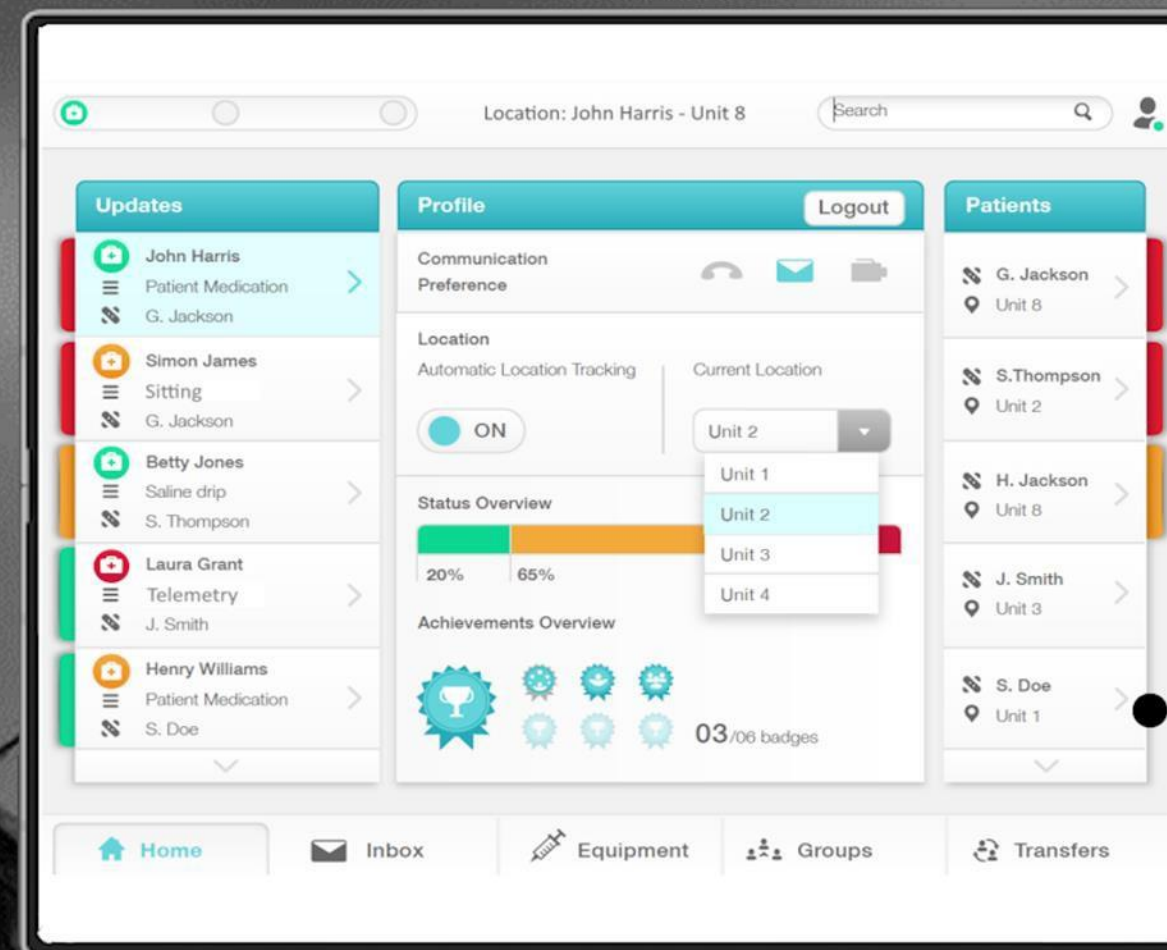 Location: John Harris - Unit 8
Search
Updates
John Harris
Patient Medication
G. Jackson
Simon James
Sitting
G. Jackson
Betty Jones
Saline drip
S. Thompson
Laura Grant
Telemetry
J. Smith
Henry Williams
Patient Medication
S. Doe
Profile
Logout
Communication
Preference
Location
Automatic Location Tracking
ON
Current Location
Unit 2
Unit 1
Unit 2
Unit 3
Unit 4
Status Overview
20%
65%
Achievements Overview
03/06 badges
Patients
G. Jackson
Unit 8
S.Thompson
Unit 2
H. Jackson
Unit 8
J. Smith
Unit 3
S. Doe
Unit 1
Home
Inbox
Equipment
Groups
Transfers